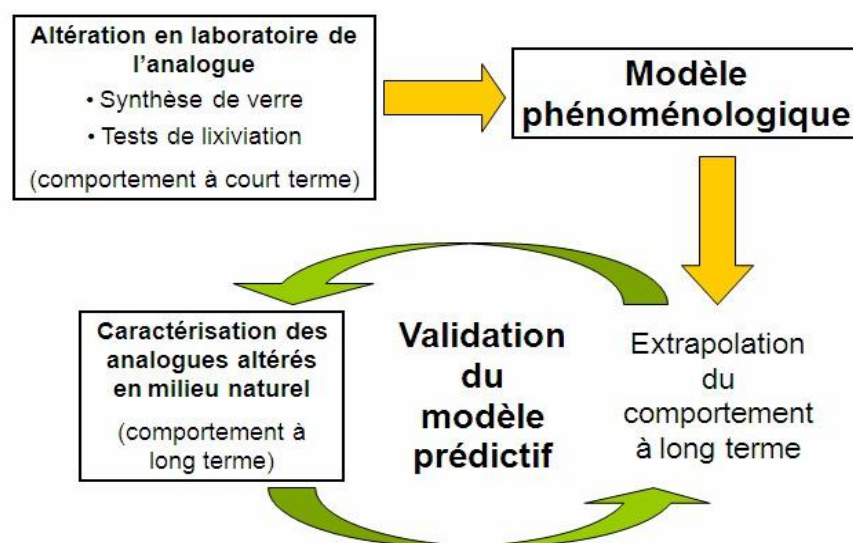 Altération en laboratoire de
l’analogue
• Synthèse de verre
• Tests de lixiviation
(comportement à court terme)
Modèle
phénoménologique
Caractérisation des
analogues altérés
en milieu naturel
(comportement à
long terme)
Validation
du
modèle
prédictif
Extrapolation
du
comportement
à long terme